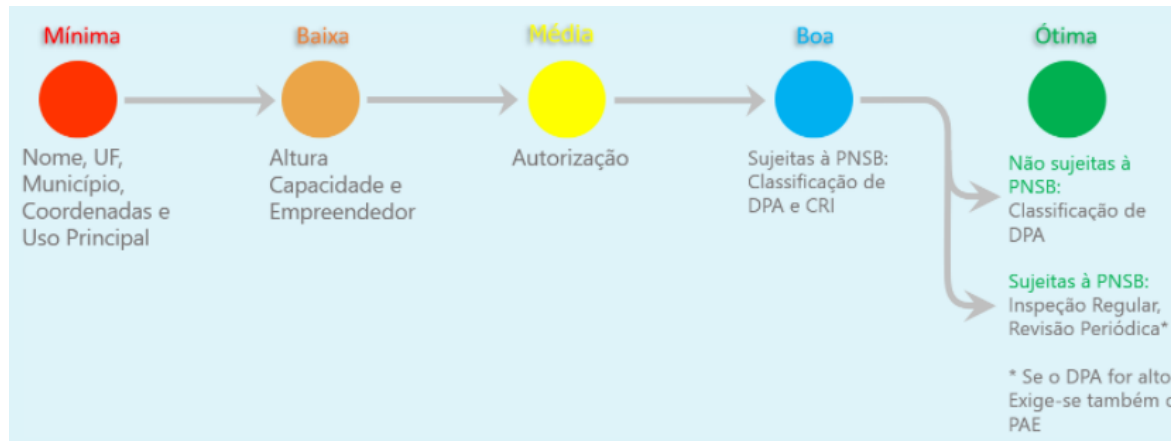 Mínima
Nome, UF,
Município,
Coordenadas e
Uso Principal
Baixa
Altura
Capacidade e
Empreendedor
Média
Autorização
Boa
Sujeitas à PNSB:
Classificação de
DPA e CRI
Ótima
Não sujeitas à
PNSB:
Classificação de
DPA
Sujeitas à PNSB:
Inspeção Regular,
Revisão Periódica*
* Se o DPA for alto
Exige-se também
PAE